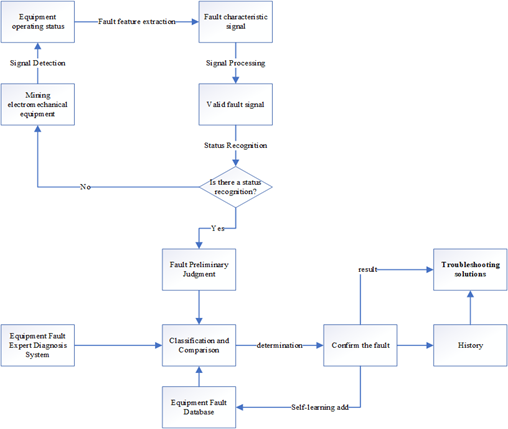 Equipment
operating status
Fault feature extraction
Fault characteristic
signal
Signal Detection
Signal Processing
Mining
electromechanical
equipment
Valid fault signal
Status Recognition
Is there a status
recognition?
No
Yes
Fault Preliminary
Judgment
result
Troubleshooting
solutions
Equipment Fault
Expert Diagnosis
System
Classification and
Comparison
determination
Confirm the fault
History
Equipment Fault
Database
Self-learning add